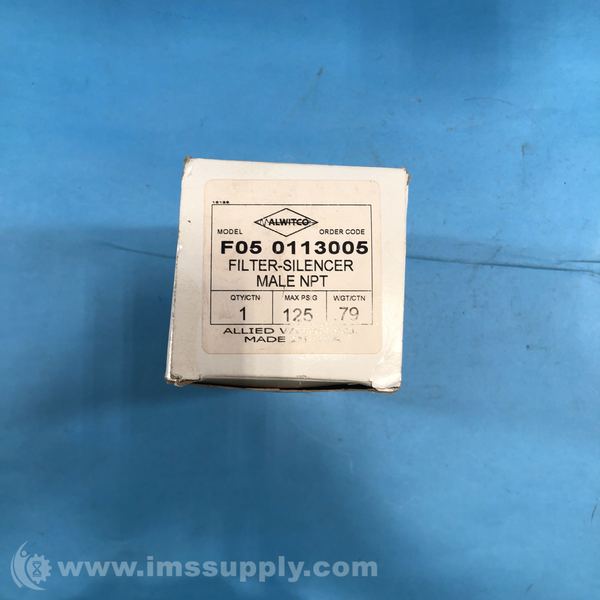 ALWITCO
MODEL ORDER CODE
F05 0113005
FILTER-SILENCER
MALE NPT
QTY/CTN MAX PSIG WGT/CTN
1 125 .79
ALLIED
MADE
www.imssupply.com